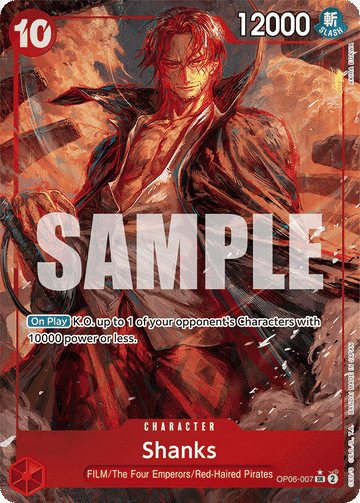 10
12000
斬
SLASH
SAMPLE
On Play K.O. up to 1 of your opponent's Characters with
10000 power or less.
CHARACTER
Shanks
FILM/The Four Emperors/Red-Haired Pirates
OP06-007 SR 2